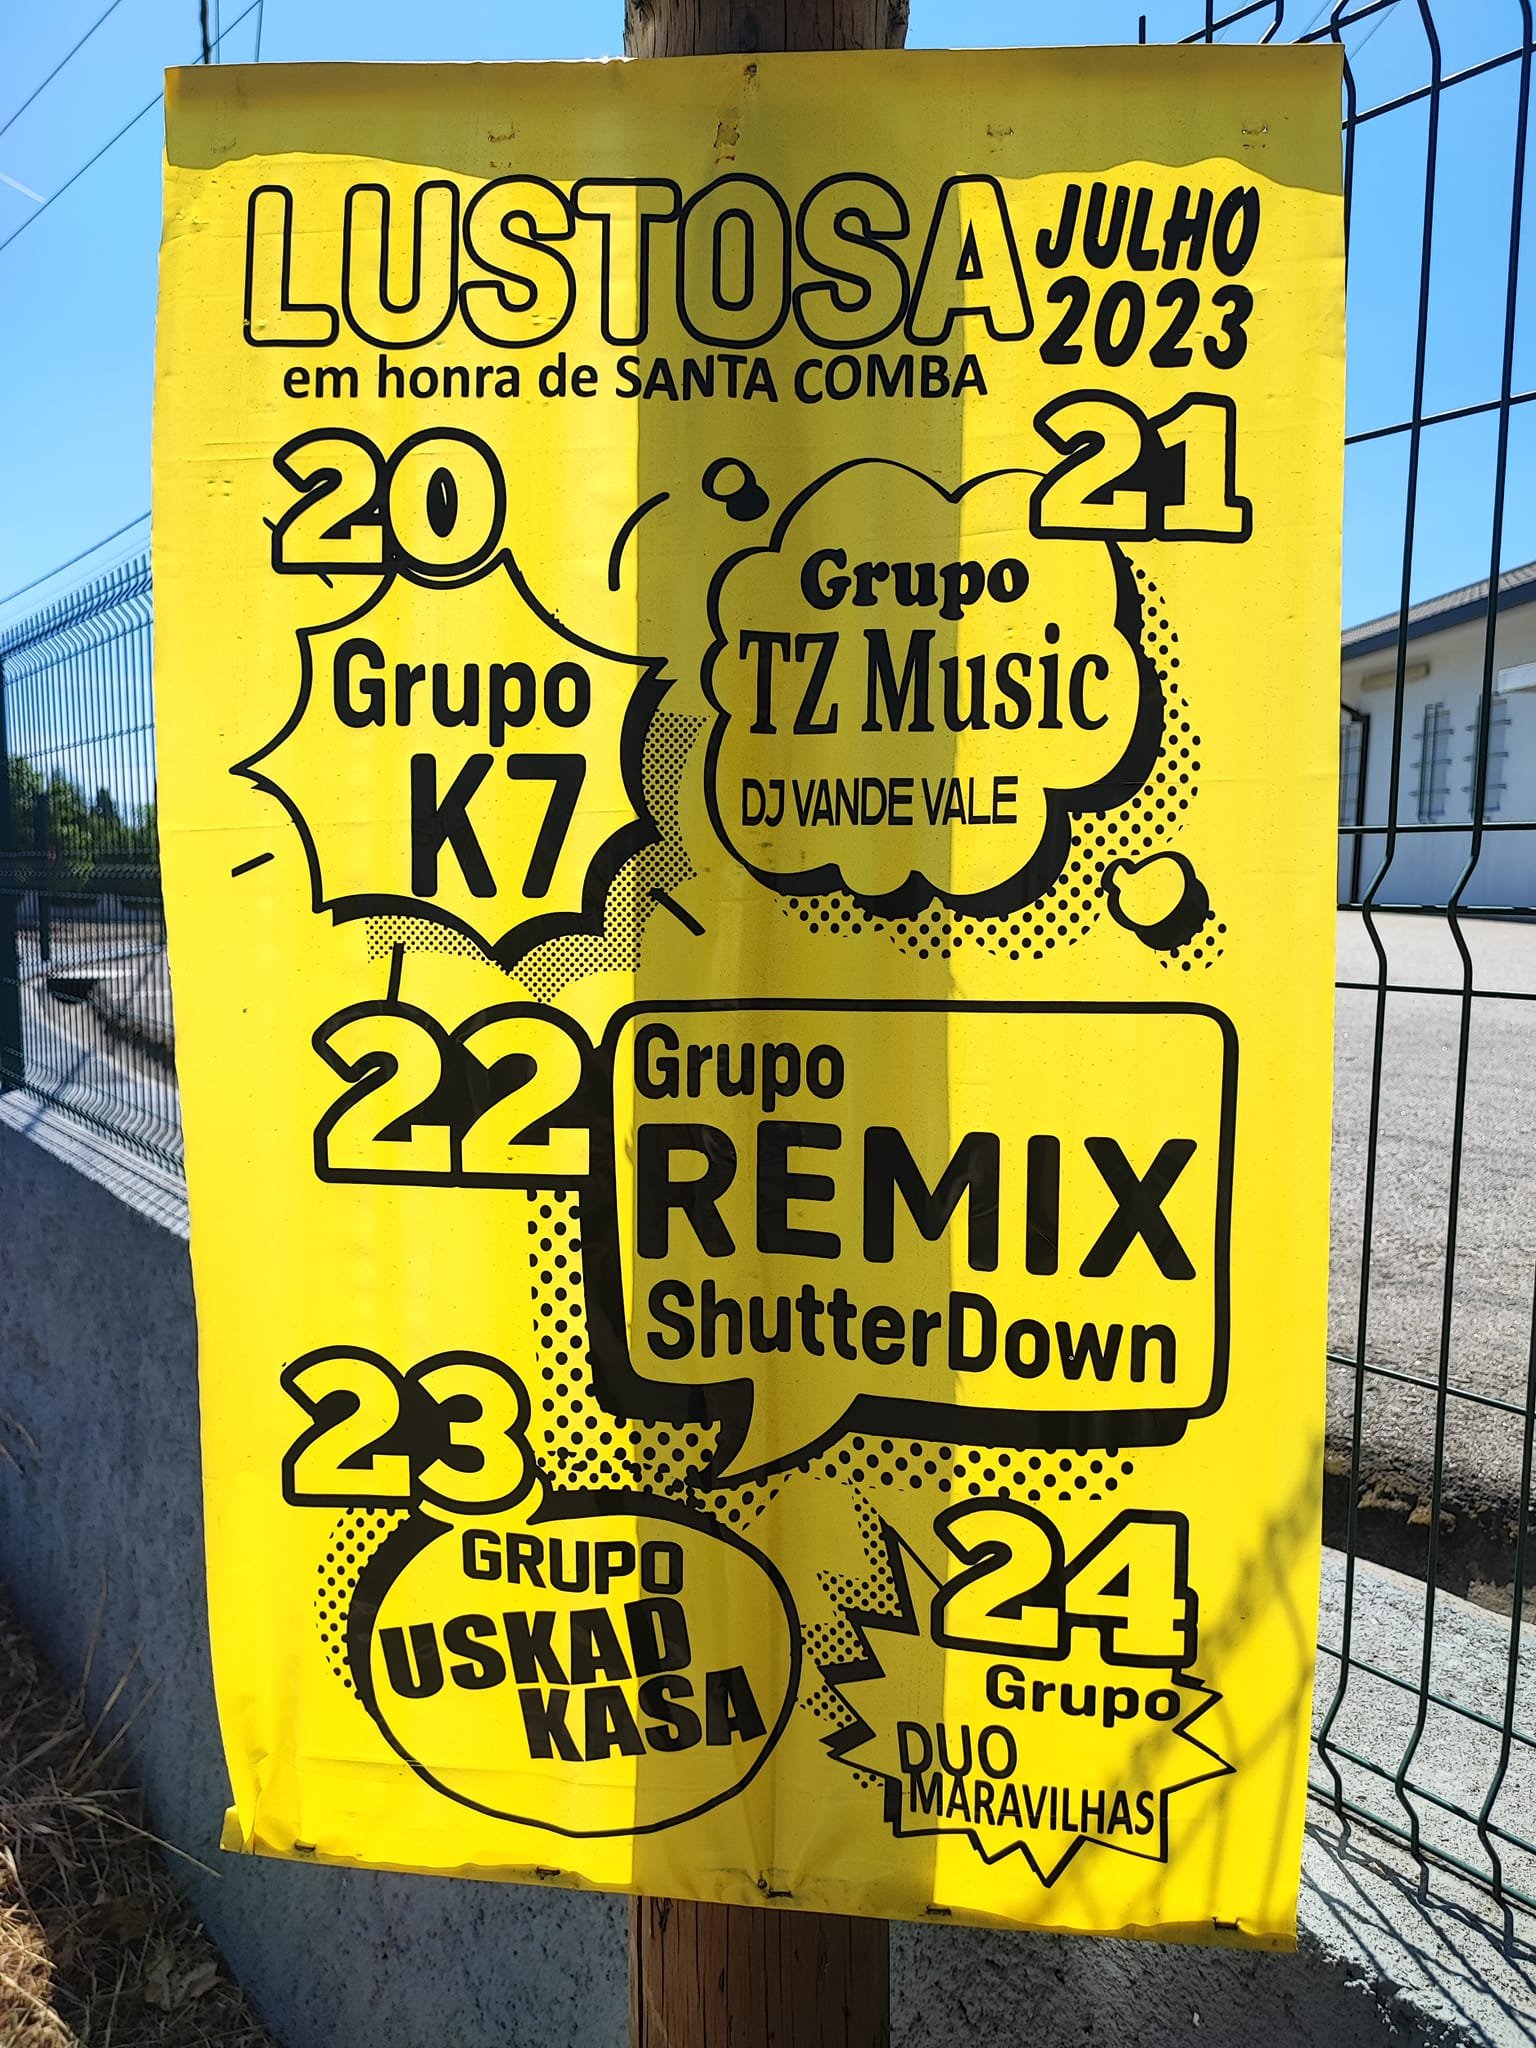 LUSTOSA
JULHO
2023
em honra de SANTA COMBA
20
Grupo
K7
21
Grupo
TZ Music
DJ VANDE VALE
22
Grupo
REMIX
ShutterDown
23
GRUPO
USKAD
KASA
24
Grupo
DUO
MARAVILHAS